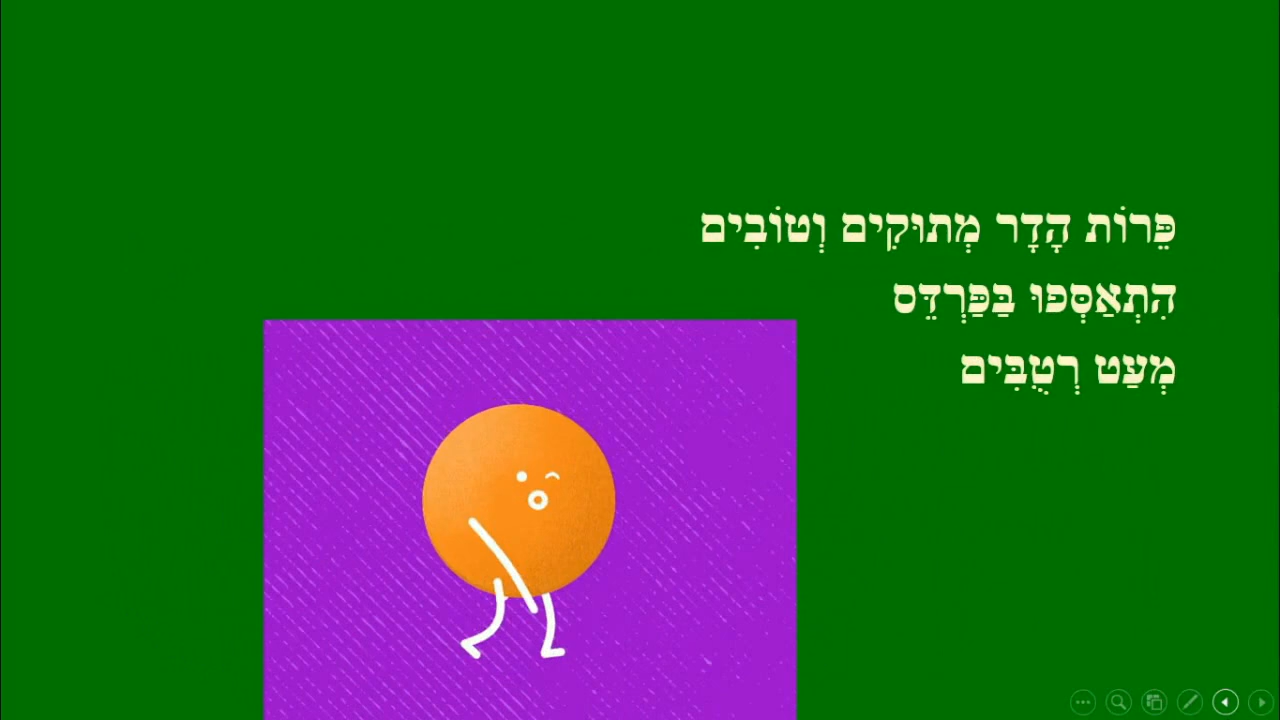 פֵּרוֹת הָדָר מְתוּקִים וְטוֹבִים
הִתְאַסְּפוּ בַּפַּרְדֵּס
מְעַט רְטֻבִּים